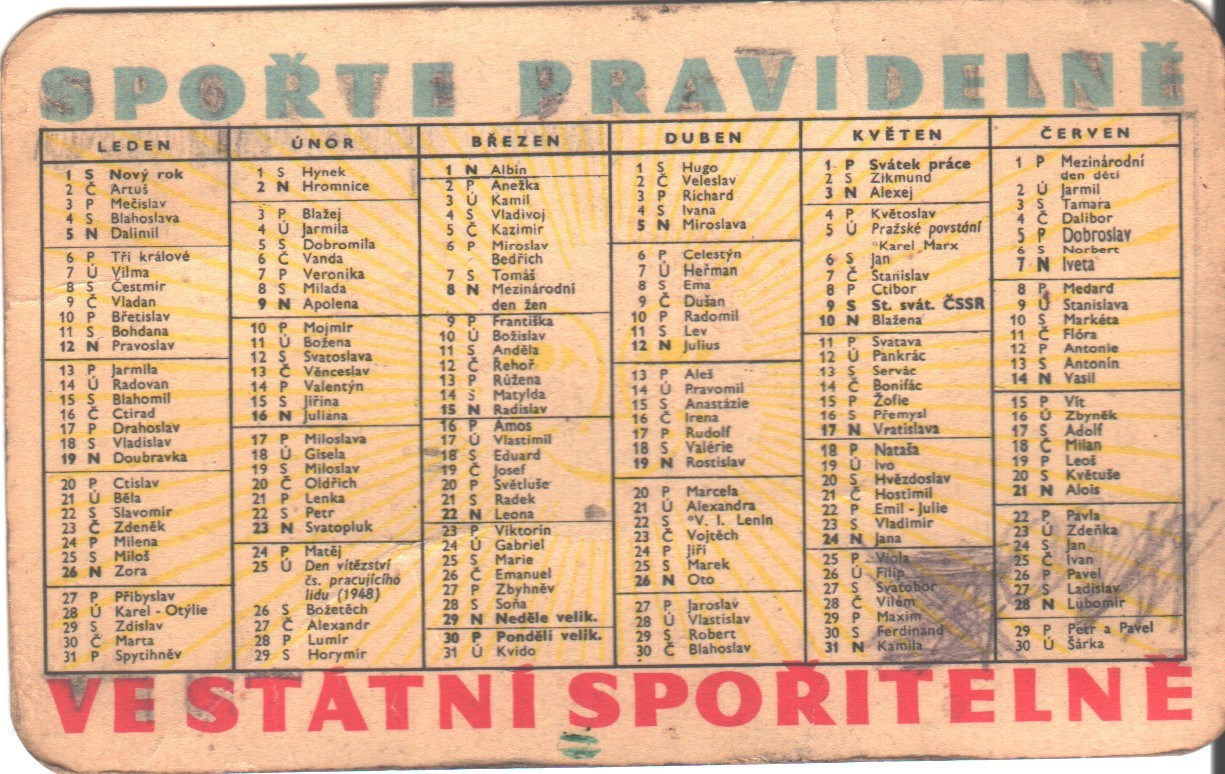 SPOŘTE PRAVIDELNĚ
LEDEN
1 S Nový rok
2 Č Artuš
3 P Mečislav
4 S Blahoslava
5 N Dalimil
6 P Tři králové
7 Ú Vilma
8 S Čestmir
9 Č Vladan
10 P Břetislav
11 S Bohdana
12 N Pravoslav
13 P Jarmila
14 Ú Radovan
15 S Blahomil
16 Č Ctirad
17 P Drahoslav
18 S Vladislav
19 N Doubravka
20 P Ctislav
21 Ú Běla
22 S Slavomír
23 Č Zdeněk
24 P Milena
25 S Miloš
26 N Zora
27 P Přibyslav
28 Ú Karel - Otýlie
29 S Zdislav
30 Č Marta
31 P Spytihněv
ÚNOR
1 S Hynek
2 N Hromnice
3 P Blažej
4 Ú Jarmila
5 S Dobromila
6 Č Vanda
7 P Veronika
8 S Milada
9 N Apolena
10 P Mojmír
11 Ú Božena
12 S Svatoslava
13 Č Věnceslav
14 P Valentýn
15 S Jiřina
16 N Juliana
17 P Miloslava
18 Ú Gisela
19 S Miloslav
20 Č Oldřich
21 P Lenka
22 S Petr
23 N Svatopluk
24 P Matěj
25 Ú Den vítězství
čs. pracujícího
lidu (1948)
26 S Božetěch
27 Č Alexandr
28 P Lumír
29 S Horymír
BŘEZEN
1 N Albín
2 P Anežka
3 Ú Kamil
4 S Vladivoj
5 Č Kazimír
6 P Miroslav
Bedřich
7 S Tomáš
8 N Mezinárodní
den žen
9 P Františka
10 Ú Božislav
11 S Anděla
12 Č Řehoř
13 P Růžena
14 S Matylda
15 N Radislav
16 P Amos
17 Ú Vlastimil
18 S Eduard
19 Č Josef
20 P Světluše
21 S Radek
22 N Leona
23 P Viktorín
24 Ú Gabriel
25 S Marie
26 Č Emanuel
27 P Zbyhněv
28 S Soňa
29 N Neděle velik.
30 P Pondělí velik.
31 Ú Kvido
DUBEN
1 S Hugo
2 Č Veleslav
3 P Richard
4 S Ivana
5 N Miroslava
6 P Celestýn
7 Ú Heřman
8 S Ema
9 Č Dušan
10 P Radomil
11 S Lev
12 N Julius
13 P Aleš
14 Ú Pravomil
15 S Anastázie
16 Č Irena
17 P Rudolf
18 S Valérie
19 N Rostislav
20 P Marcela
21 Ú Alexandra
22 S *V. I. Lenin
23 Č Vojtěch
24 P Jiří
25 S Marek
26 N Oto
27 P Jaroslav
28 Ú Vlastislav
29 S Robert
30 Č Blahoslav
KVĚTEN
1 P Svátek práce
2 S Zikmund
3 N Alexej
4 P Květoslav
5 Ú Pražské povstání
*Karel Marx
6 S Jan
7 Č Stanislav
8 P Ctibor
9 S St. svát. ČSSR
10 N Blažena
11 P Svatava
12 Ú Pankrác
13 S Servác
14 Č Bonifác
15 P Žofie
16 S Přemysl
17 N Vratislava
18 P Nataša
19 Ú Ivo
20 S Hvězdoslav
21 Č Hostimil
22 P Emil - Julie
23 S Vladimír
24 N Jana
25 P Viola
26 Ú Filip
27 S Svatobor
28 Č Vilém
29 P Maxim
30 S Ferdinand
31 N Kamila
ČERVEN
1 P Mezinárodní
den dětí
2 Ú Jarmil
3 S Tamara
4 Č Dalibor
5 P Dobroslav
6 S Norbert
7 N Iveta
8 P Medard
9 Ú Stanislava
10 S Markéta
11 Č Flóra
12 P Antonie
13 S Antonín
14 N Vasil
15 P Vít
16 Ú Zbyněk
17 S Adolf
18 Č Milan
19 P Leoš
20 S Květuše
21 N Alois
22 P Pavla
23 Ú Zdeňka
24 S Jan
25 Č Ivan
26 P Pavel
27 S Ladislav
28 N Lubomír
29 P Petr a Pavel
30 Ú Šárka
VE STÁTNÍ SPOŘITELNĚ